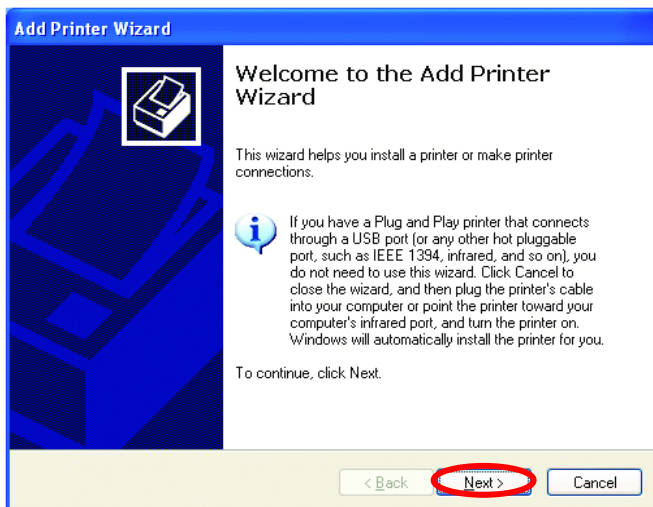 Add Printer Wizard
Welcome to the Add Printer
Wizard
This wizard helps you install a printer or make printer
connections.
If you have a Plug and Play printer that connects
through a USB port (or any other hot pluggable
port, such as IEEE 1394, infrared, and so on), you
do not need to use this wizard. Click Cancel to
close the wizard, and then plug the printer's cable
into your computer or point the printer toward your
computer's infrared port, and turn the printer on.
Windows will automatically install the printer for you.
To continue, click Next.
< Back Next > Cancel